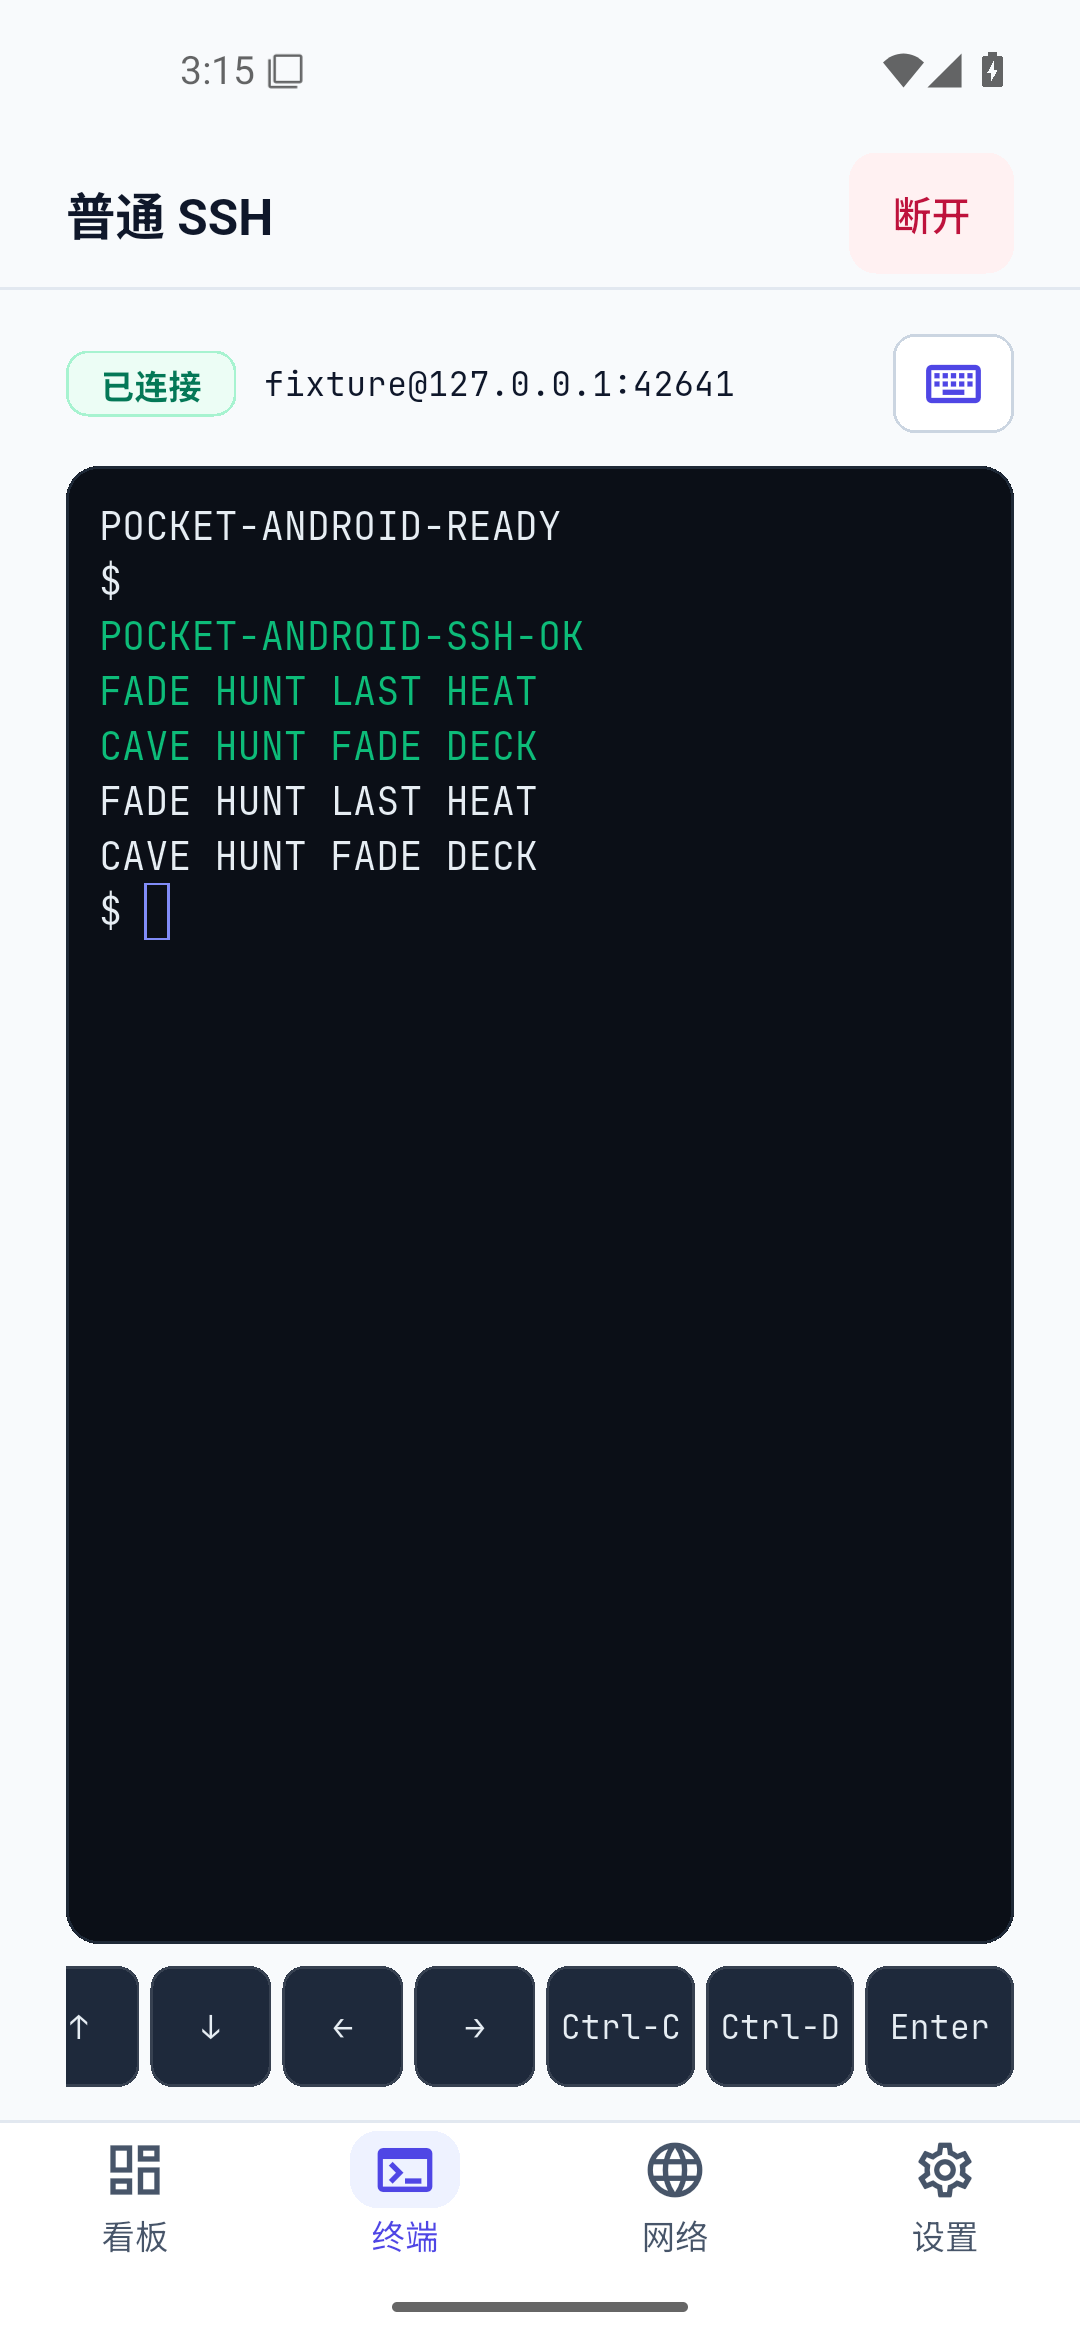 3:15
普通 SSH
断开
已连接
fixture@127.0.0.1:42641
POCKET-ANDROID-READY
$
POCKET-ANDROID-SSH-OK
FADE HUNT LAST HEAT
CAVE HUNT FADE DECK
FADE HUNT LAST HEAT
CAVE HUNT FADE DECK
$
↑ ↓ ← → Ctrl-C Ctrl-D Enter
看板 终端 网络 设置